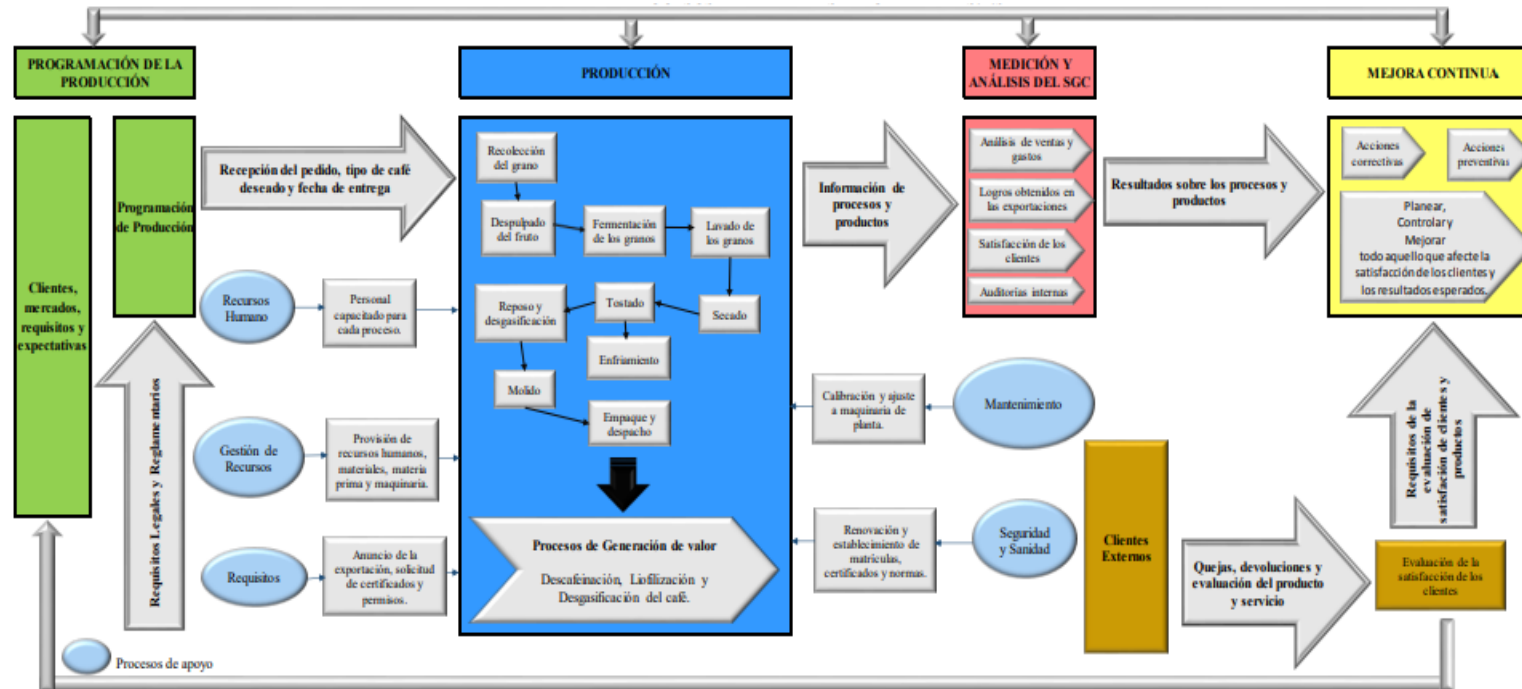 PROGRAMACIÓN DE LA
PRODUCCIÓN
PRODUCCIÓN
MEDICIÓN Y
ANÁLISIS DEL SGC
MEJORA CONTINUA
Clientes,
mercados,
requisitos y
expectativas
Programación
de Producción
Requisitos Legales y Reglamentarios
Recepción del pedido, tipo de café
deseado y fecha de entrega
Recursos
Humano
Personal
capacitado para
cada proceso.
Gestión de
Recursos
Provisión de
recursos humanos,
materiales, materia
prima y maquinaria.
Requisitos
Anuncio de la
exportación, solicitud
de certificados y
permisos.
Procesos de apoyo
Recolección
del grano
Despulpado
del fruto
Fermentación
de los granos
Lavado de
los granos
Secado
Tostado
Reposo y
desgasificación
Enfriamiento
Molido
Empaque y
despacho
Procesos de Generación de valor
Descafeinación, Liofilización y
Desgasificación del café.
Información de
procesos y
productos
Calibración y ajuste
a maquinaria de
planta.
Mantenimiento
Renovación y
establecimiento de
matrículas,
certificados y normas.
Seguridad
y Sanidad
Análisis de ventas y
gastos
Logros obtenidos en
las exportaciones
Satisfacción de los
clientes
Auditorías internas
Resultados sobre los procesos y
productos
Acciones
correctivas
Acciones
preventivas
Planear,
Controlar y
Mejorar
todo aquello que afecte la
satisfacción de los clientes y
los resultados esperados.
Clientes
Externos
Quejas, devoluciones y
evaluación del producto
y servicio
Requisitos de la
evaluación de
satisfacción de clientes y
productos
Evaluación de la
satisfacción de los
clientes